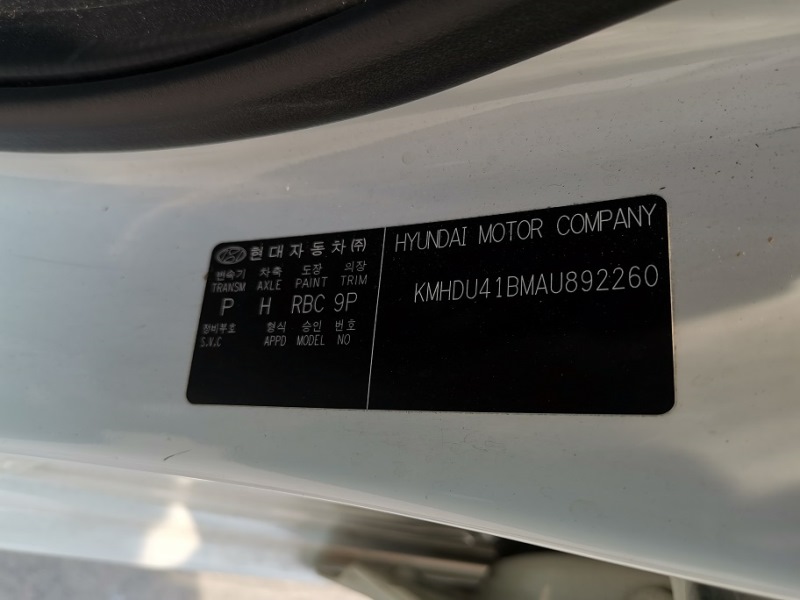 현대자동차(주)
변속기 차축 도장 의장
TRANSM AXLE PAINT TRIM
P H RBC 9P
정비부호 형식 승인 번호
S.V.C APPD MODEL NO
HYUNDAI MOTOR COMPANY
KMHDU41BMAU892260